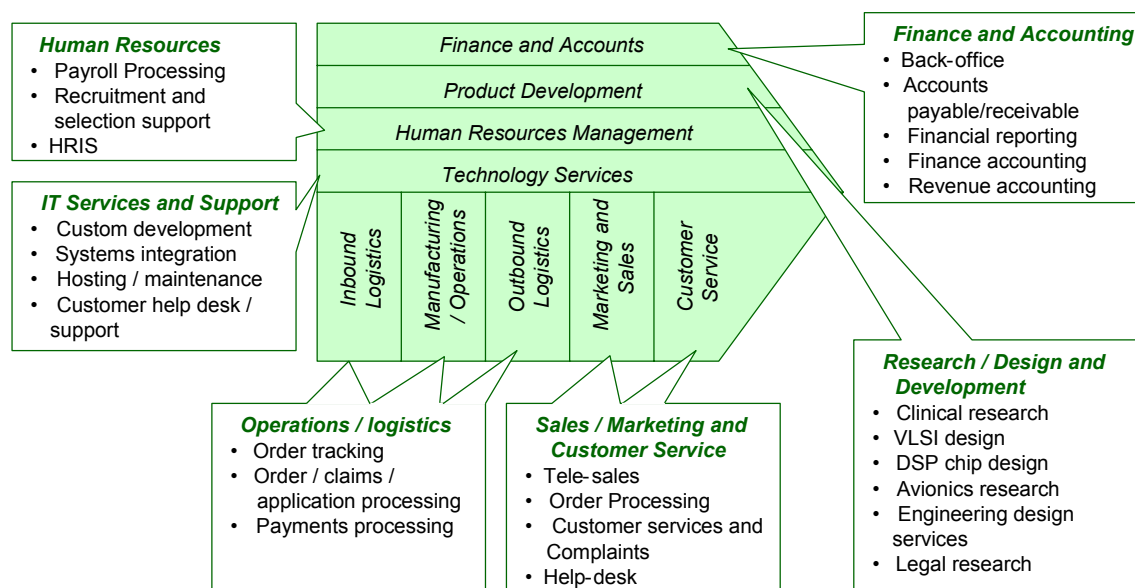 Human Resources
• Payroll Processing
• Recruitment and
selection support
• HRIS
IT Services and Support
• Custom development
• Systems integration
• Hosting / maintenance
• Customer help desk /
support
Finance and Accounts
Product Development
Human Resources Management
Technology Services
Inbound
Logistics
Manufacturing
/ Operations
Outbound
Logistics
Marketing and
Sales
Customer
Service
Finance and Accounting
• Back-office
• Accounts
payable/receivable
• Financial reporting
• Finance accounting
• Revenue accounting
Operations / logistics
• Order tracking
• Order / claims /
application processing
• Payments processing
Sales / Marketing and
Customer Service
• Tele-sales
• Order Processing
• Customer services and
Complaints
• Help-desk
Research / Design and
Development
• Clinical research
• VLSI design
• DSP chip design
• Avionics research
• Engineering design
services
• Legal research